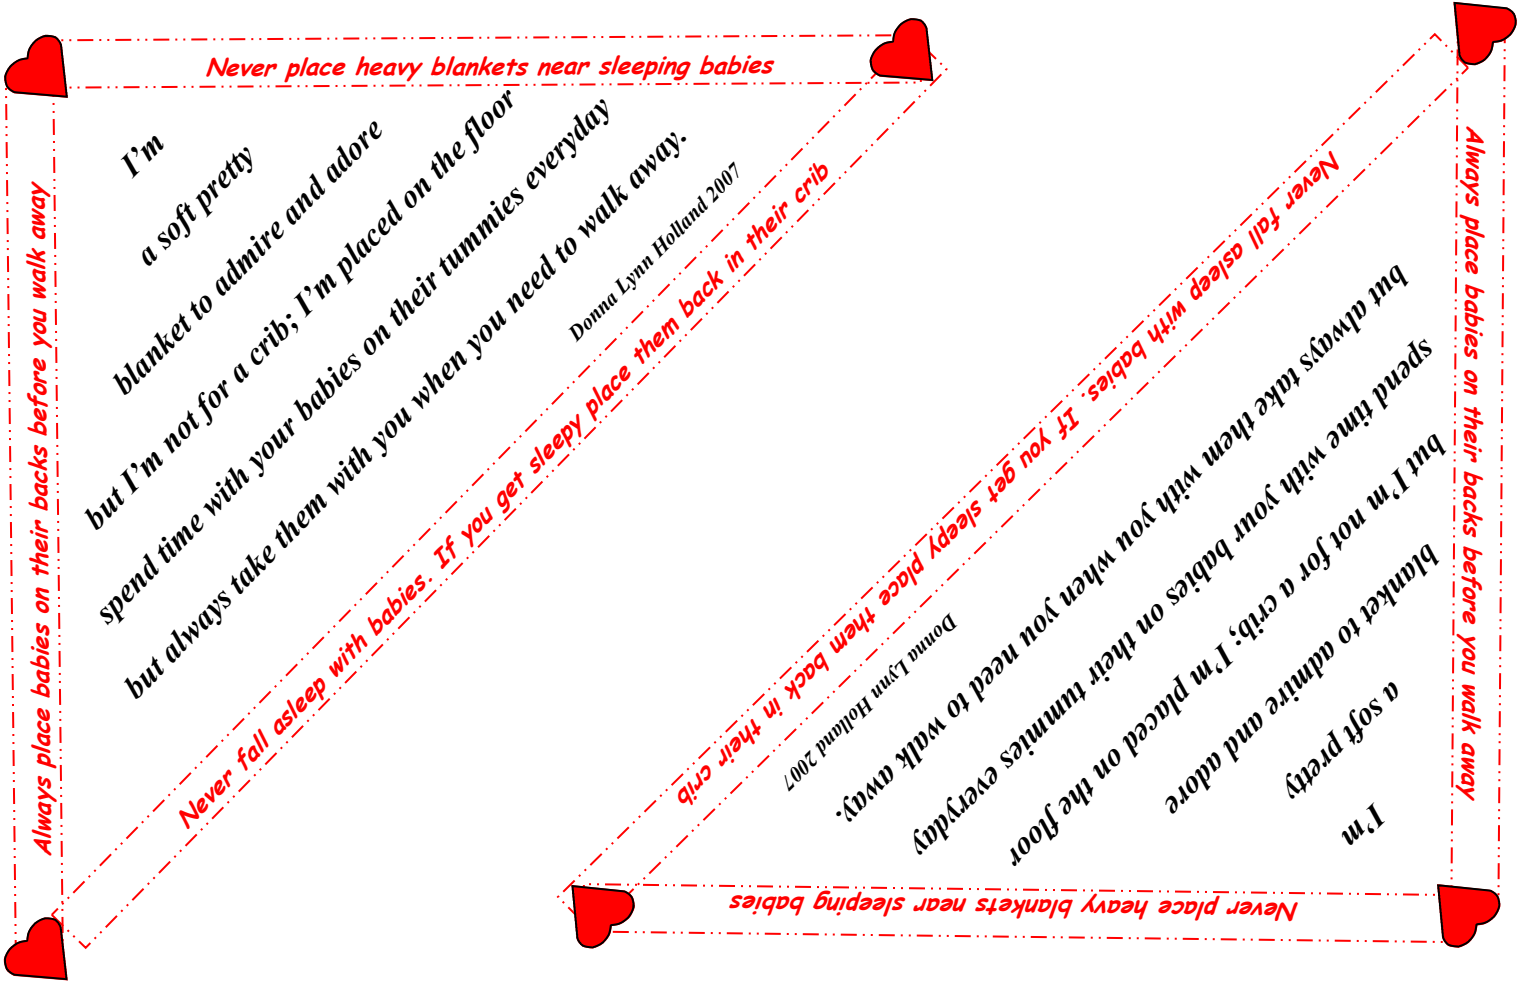 Never place heavy blankets near sleeping babies
Always place babies on their backs before you walk away
I'm
a soft pretty
blanket to admire and adore
but I'm not for a crib; I'm placed on the floor
spend time with your babies on their tummies everyday
but always take them with you when you need to walk away.
Donna Lynn Holland 2007
Never fall asleep with babies. If you get sleepy place them back in their crib
Never fall asleep with babies. If you get sleepy place them back in their crib
Always place babies on their backs before you walk away
I'm
a soft pretty
blanket to admire and adore
but I'm not for a crib; I'm placed on the floor
spend time with your babies on their tummies everyday
but always take them with you when you need to walk away.
Donna Lynn Holland 2007
Never place heavy blankets near sleeping babies